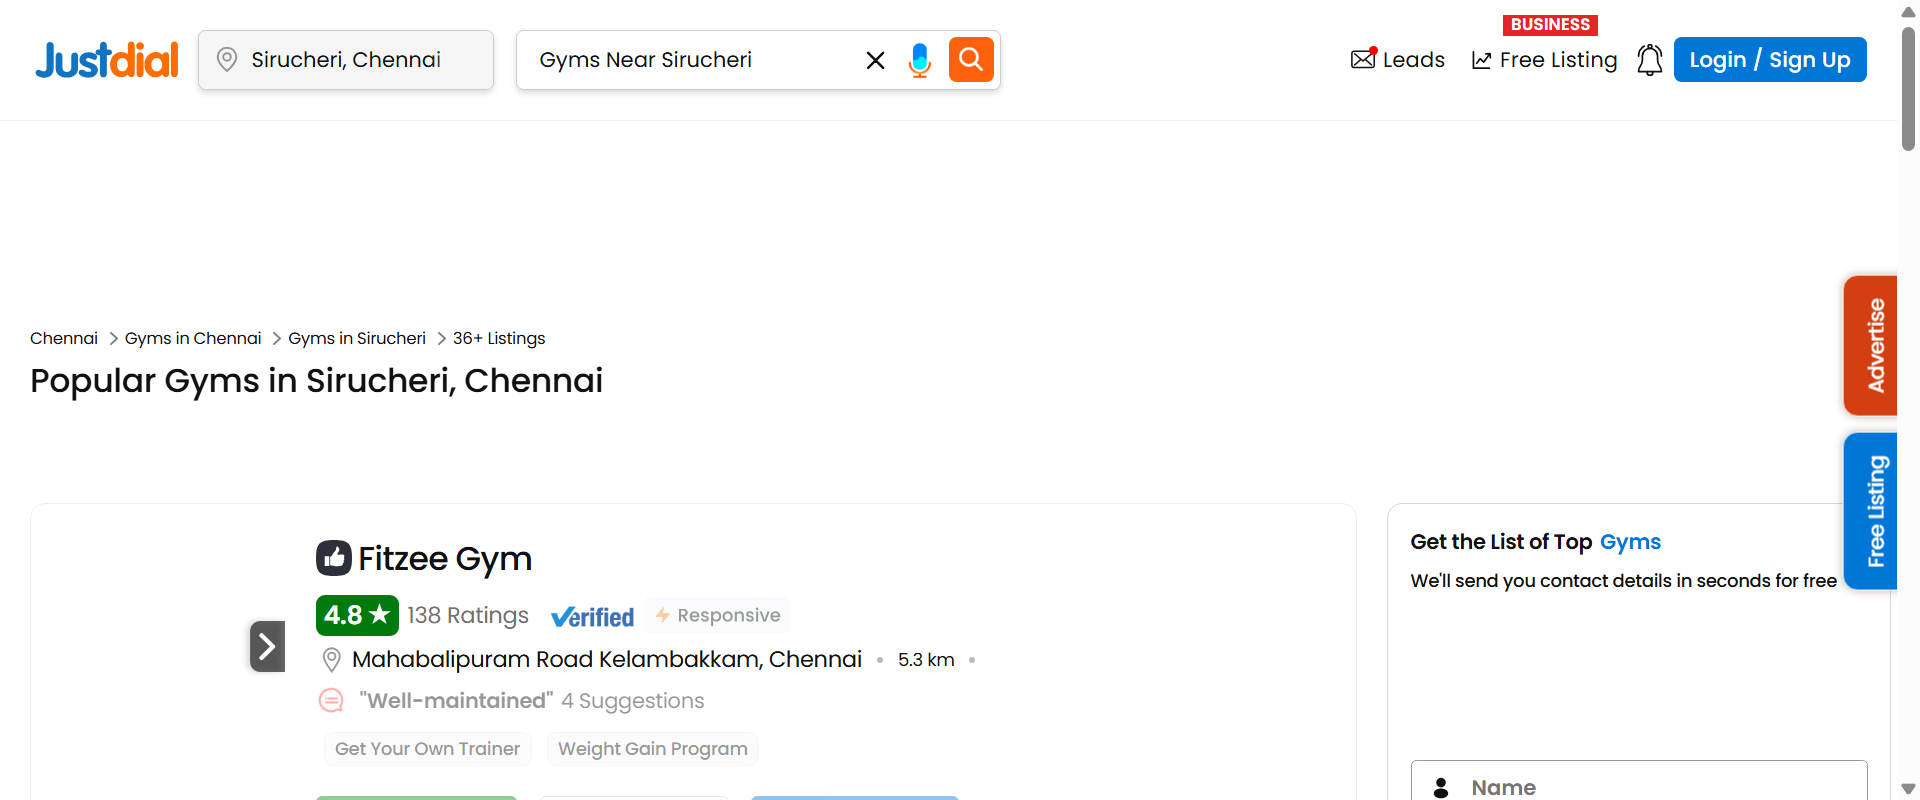 Justdial
Sirucheri, Chennai
Gyms Near Sirucheri
Leads
BUSINESS
Free Listing
Login / Sign Up
Chennai
Gyms in Chennai
Gyms in Sirucheri
36+ Listings
Popular Gyms in Sirucheri, Chennai
Advertise
Free Listing
Fitzee Gym
4.8 ★ 138 Ratings Verified Responsive
Mahabalipuram Road Kelambakkam, Chennai • 5.3 km •
"Well-maintained" 4 Suggestions
Get Your Own Trainer
Weight Gain Program
Get the List of Top Gyms
We'll send you contact details in seconds for free
Name